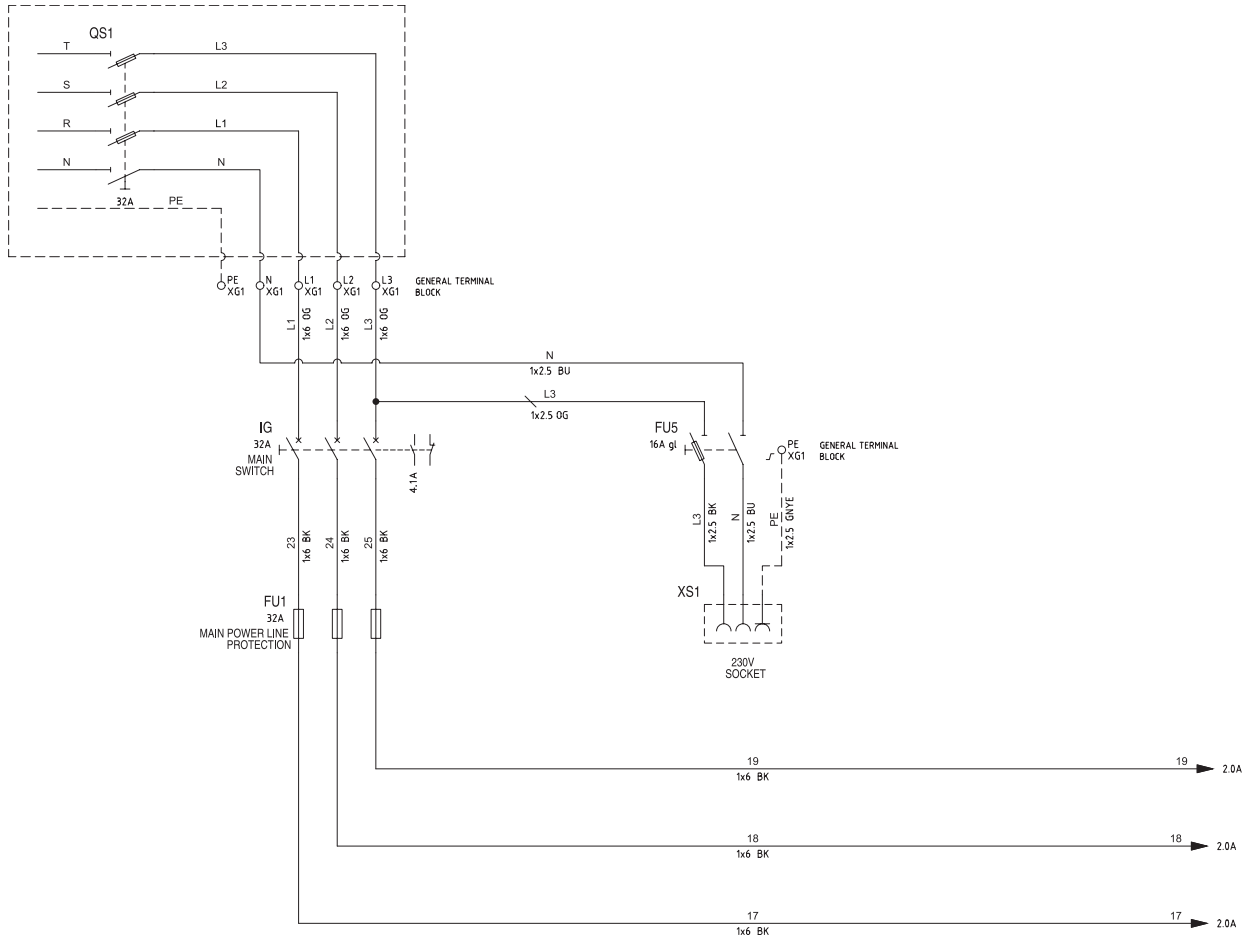 QS1
T
L3
S
L2
R
L1
N
N
32A
PE
PE
XG1
N
XG1
L1
XG1
L2
XG1
L3
XG1
GENERAL TERMINAL
BLOCK
L1
1x6 OG
L2
1x6 OG
L3
1x6 OG
N
1x2.5 BU
L3
1x2.5 OG
IG
32A
MAIN
SWITCH
4.1A
FU5
16A gl
PE
XG1
GENERAL TERMINAL
BLOCK
L3
1x2.5 BK
N
1x2.5 BU
PE
1x2.5 GNYE
23
1x6 BK
24
1x6 BK
25
1x6 BK
FU1
32A
MAIN POWER LINE
PROTECTION
XS1
230V
SOCKET
19
1x6 BK
19
2.0A
18
1x6 BK
18
2.0A
17
1x6 BK
17
2.0A